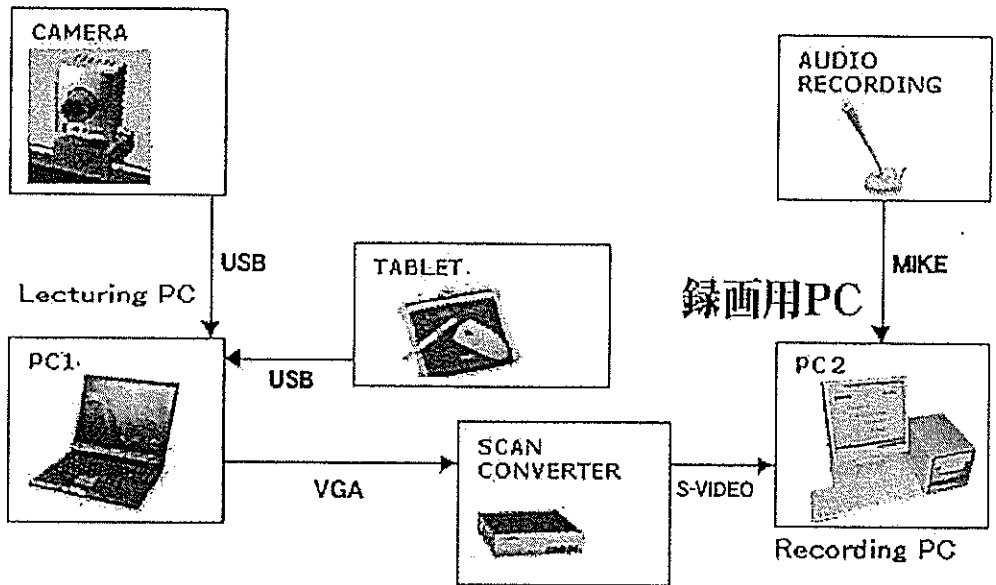 CAMERA
AUDIO
RECORDING
USB
MIKE
Lecturing PC
TABLET.
録画用PC
PC1.
USB
PC2
SCAN
CONVERTER
VGA
S-VIDEO
Recording PC